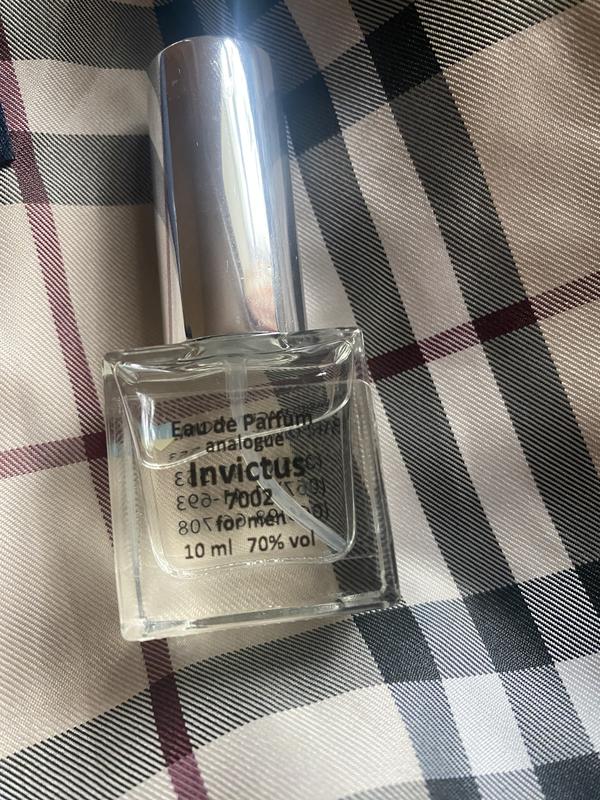 Eau de Parfum
analogue
Invictus
7002
for men
10 ml 70% vol